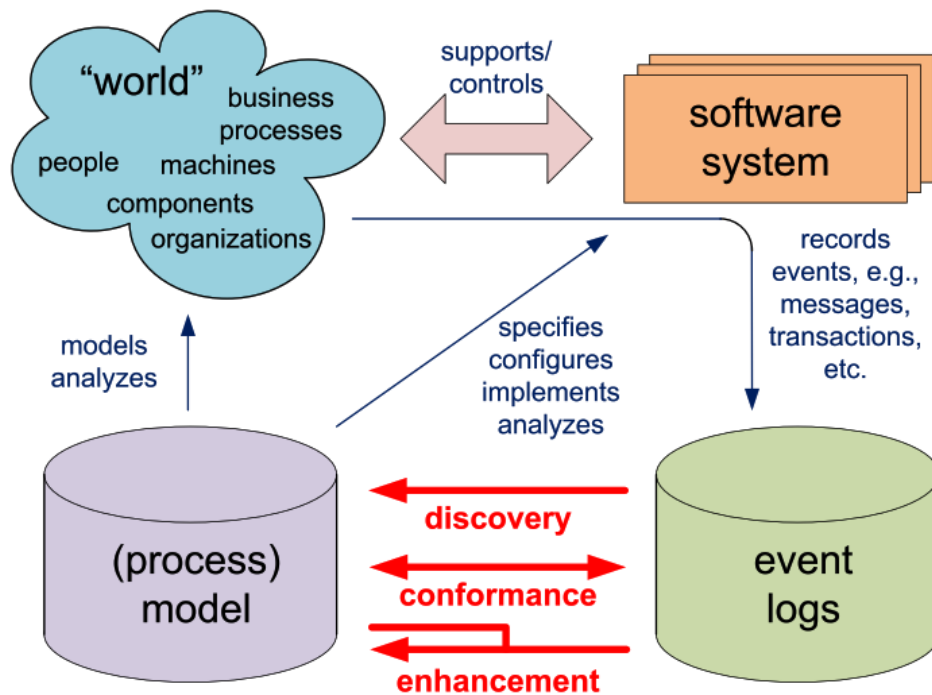 “world”
business
processes
people
machines
components
organizations
supports/
controls
software
system
records
events, e.g.,
messages,
transactions,
etc.
models
analyzes
specifies
configures
implements
analyzes
(process)
model
discovery
conformance
enhancement
event
logs